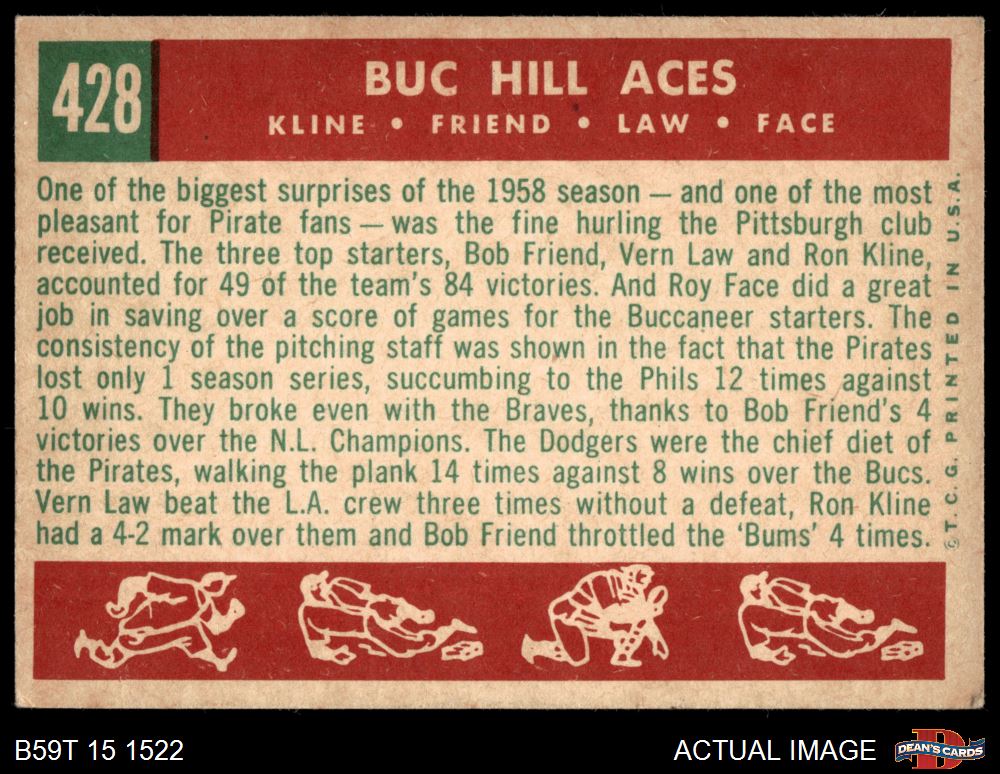 428
BUC HILL ACES
KLINE • FRIEND • LAW • FACE
One of the biggest surprises of the 1958 season — and one of the most
pleasant for Pirate fans — was the fine hurling the Pittsburgh club
received. The three top starters, Bob Friend, Vern Law and Ron Kline,
accounted for 49 of the team's 84 victories. And Roy Face did a great
job in saving over a score of games for the Buccaneer starters. The
consistency of the pitching staff was shown in the fact that the Pirates
lost only 1 season series, succumbing to the Phils 12 times against
10 wins. They broke even with the Braves, thanks to Bob Friend's 4
victories over the N.L. Champions. The Dodgers were the chief diet of
the Pirates, walking the plank 14 times against 8 wins over the Bucs.
Vern Law beat the L.A. crew three times without a defeat, Ron Kline
had a 4-2 mark over them and Bob Friend throttled the 'Bums' 4 times.
© T.C.G. PRINTED IN U.S.A.
B59T 15 1522
ACTUAL IMAGE
D
DEAN'S CARDS